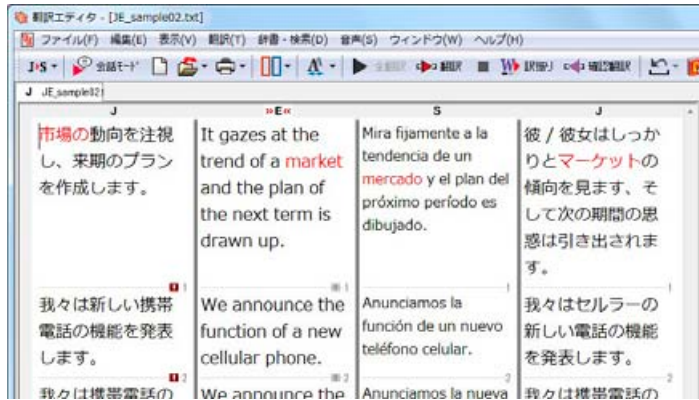 翻訳エディタ - [JE_sample02.txt]
ファイル(F) 編集(E) 表示(V) 翻訳(T) 辞書・検索(D) 音声(S) ウィンドウ(W) ヘルプ(H)
J▸S 会話モード 全翻訳 翻訳 訳振り 確認翻訳
J JE_sample02
J
»E«
S
J
市場の動向を注視
し、来期のプラン
を作成します。
1
It gazes at the
trend of a market
and the plan of
the next term is
drawn up.
1
Mira fijamente a la
tendencia de un
mercado y el plan del
próximo período es
dibujado.
1
彼 / 彼女はしっか
りとマーケットの
傾向を見ます、そ
して次の期間の思
惑は引き出されま
す。
1
我々は新しい携帯
電話の機能を発表
します。
2
We announce the
function of a new
cellular phone.
2
Anunciamos la
función de un nuevo
teléfono celular.
2
我々はセルラーの
新しい電話の機能
を発表します。
2
我々は携帯電話の
We announce the
Anunciamos la nueva
我々は携帯電話の